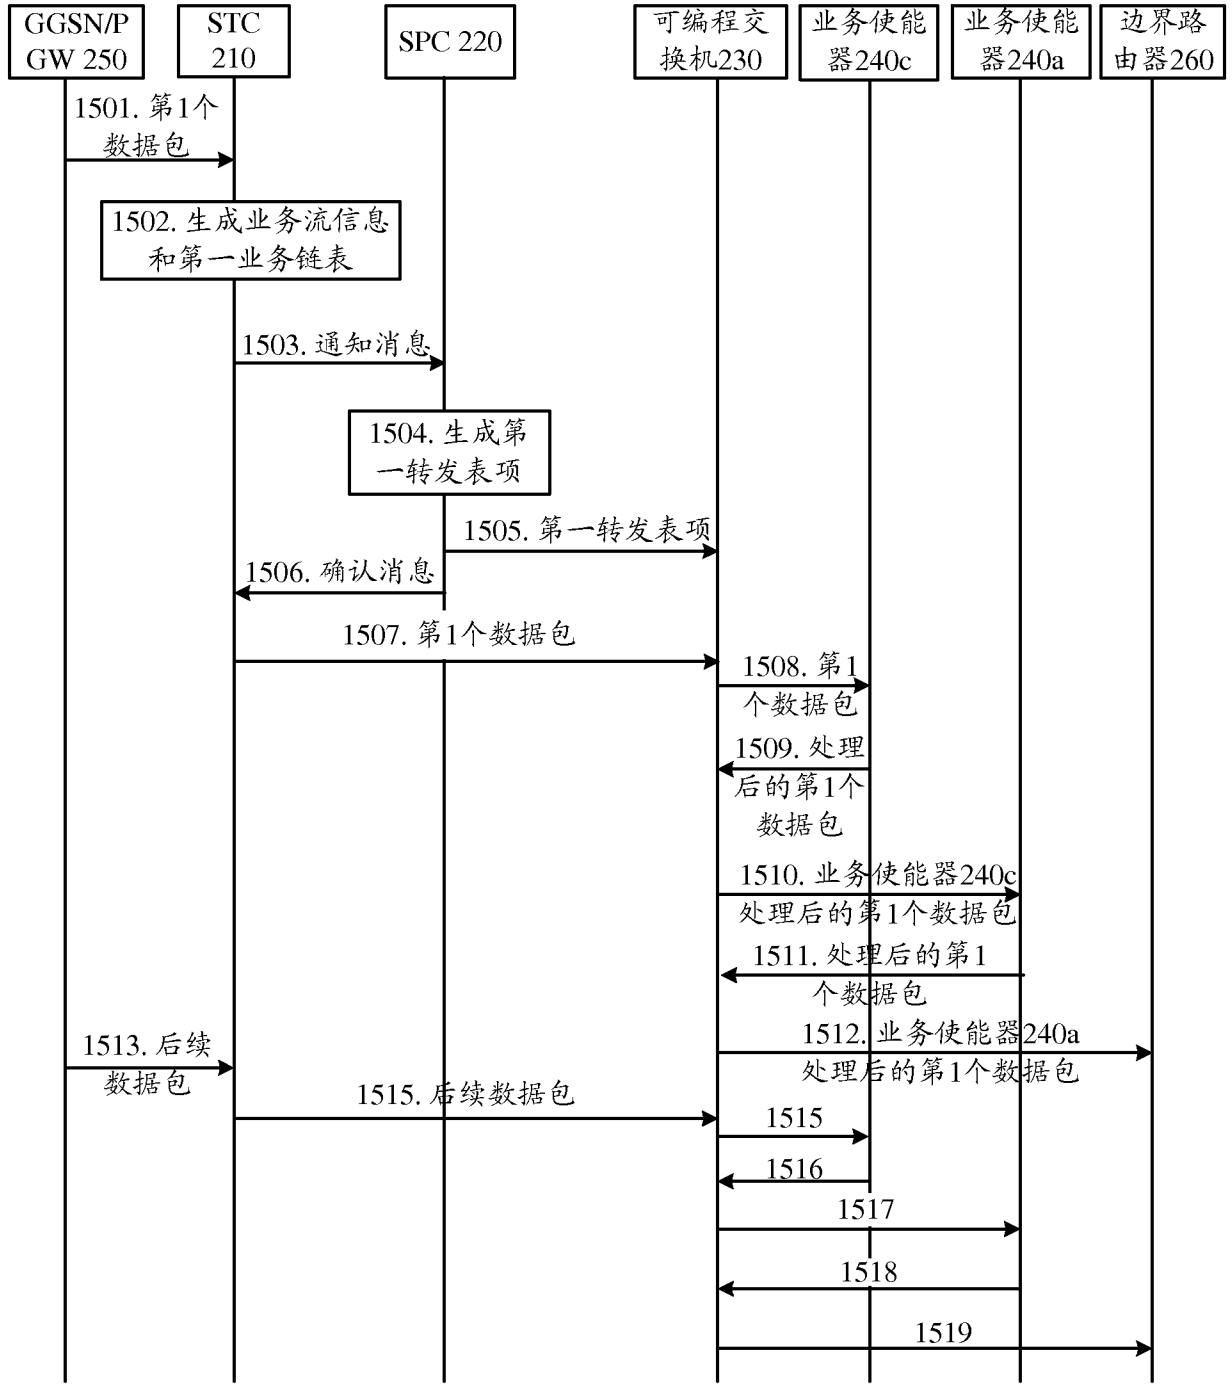 GGSN/P
GW 250
STC
210
SPC 220
可编程交
换机230
业务使能
器240c
业务使能
器240a
边界路
由器260
1501. 第1个
数据包
1502. 生成业务流信息
和第一业务链表
1503. 通知消息
1504. 生成第
一转发表项
1505. 第一转发表项
1506. 确认消息
1507. 第1个数据包
1508. 第1
个数据包
1509. 处理
后的第1个
数据包
1510. 业务使能器240c
处理后的第1个数据包
1511. 处理后的第1
个数据包
1512. 业务使能器240a
处理后的第1个数据包
1513. 后续
数据包
1515. 后续数据包
1515
1516
1517
1518
1519